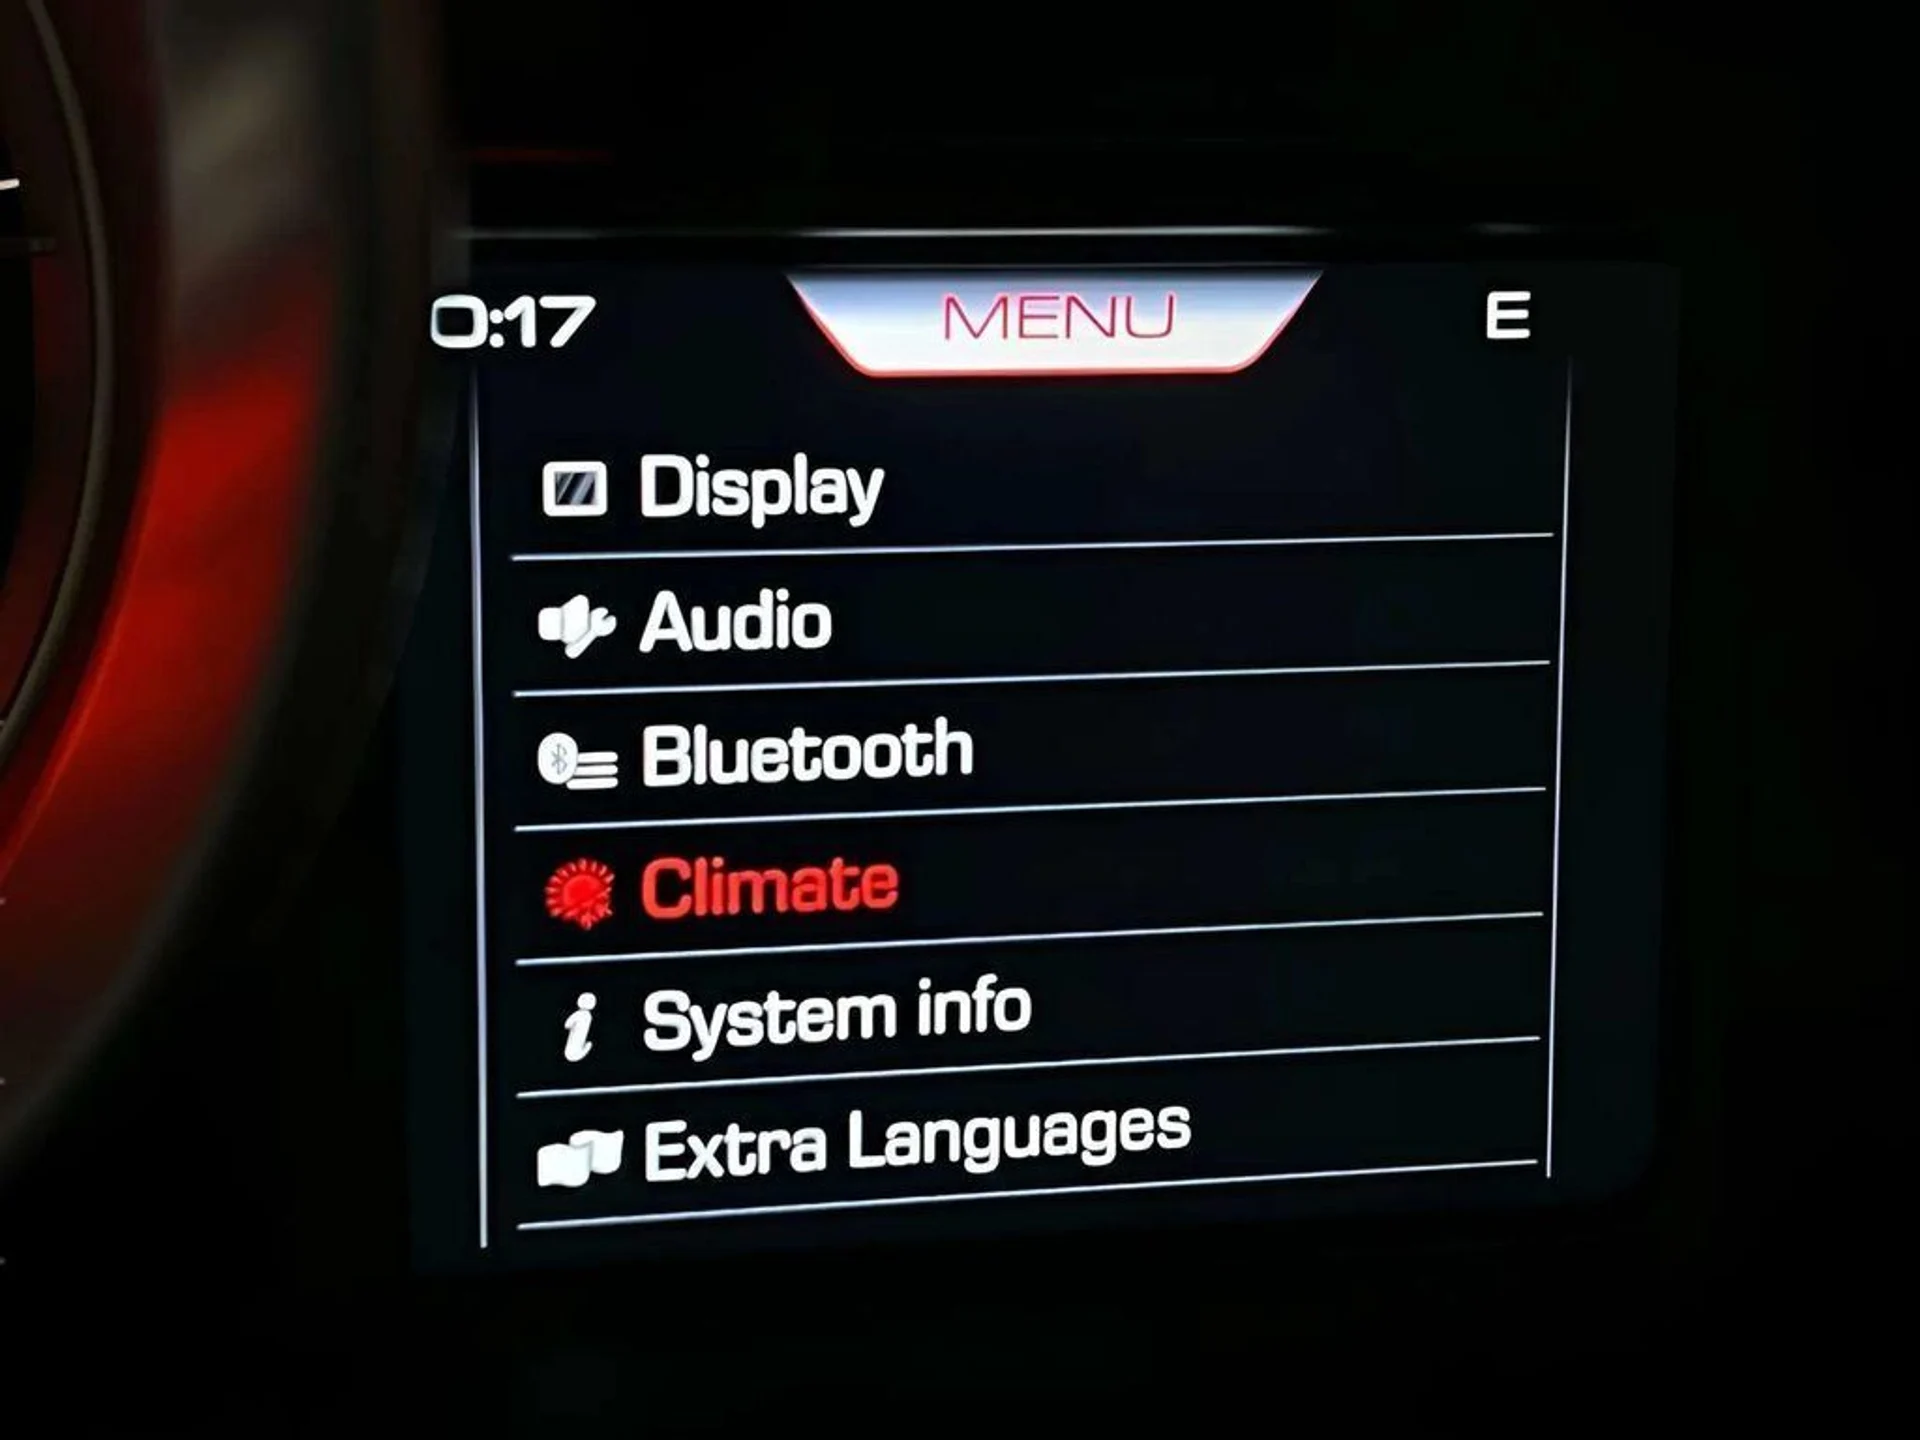 0:17 MENU E
Display
Audio
Bluetooth
Climate
System info
Extra Languages